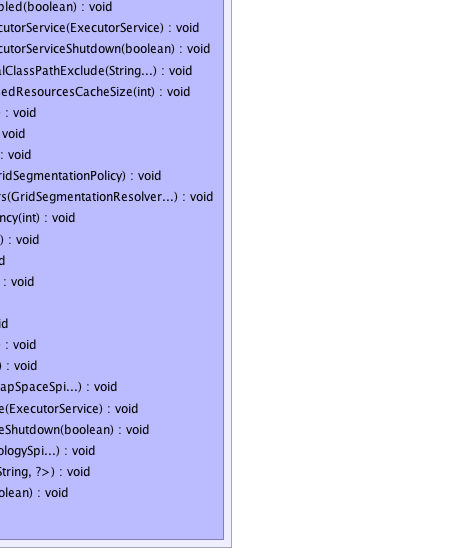 bled(boolean) : void
cutorService(ExecutorService) : void
cutorServiceShutdown(boolean) : void
alClassPathExclude(String...) : void
sedResourcesCacheSize(int) : void
) : void
void
: void
ridSegmentationPolicy) : void
rs(GridSegmentationResolver...) : void
ncy(int) : void
) : void
d
) : void
id
) : void
) : void
apSpaceSpi...) : void
e(ExecutorService) : void
eShutdown(boolean) : void
ologySpi...) : void
String, ?>) : void
olean) : void